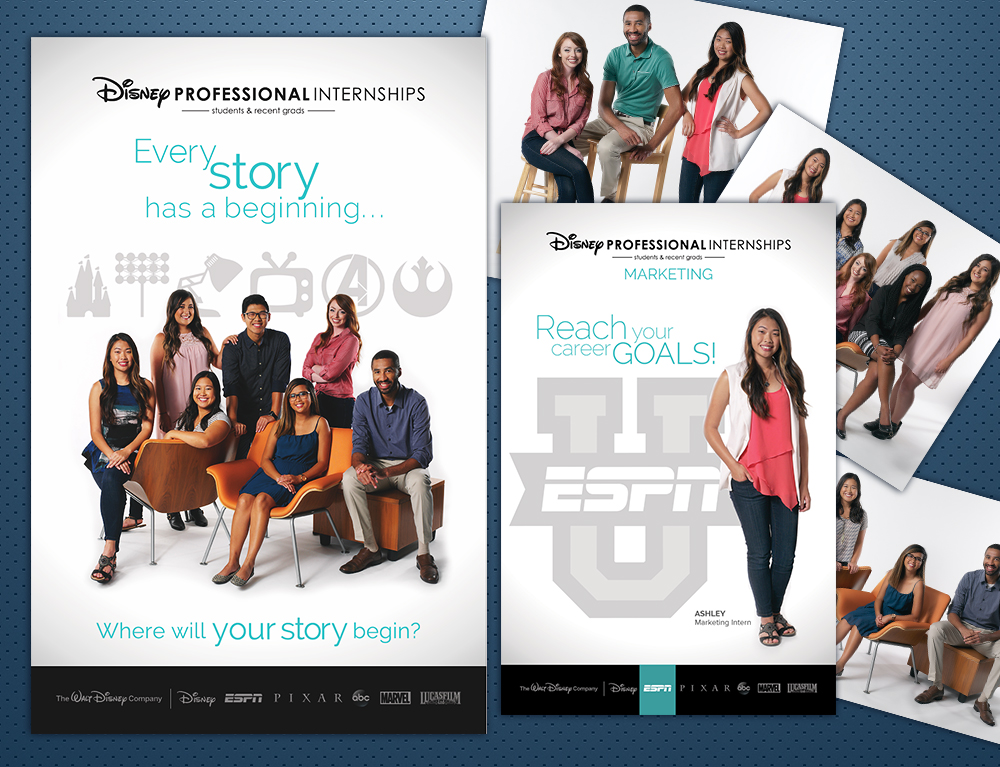 Disney PROFESSIONAL INTERNSHIPS
students & recent grads
Every
story
has a beginning...
Where will your story begin?
The WALT DISNEY Company Disney ESPN PIXAR abc MARVEL LUCASFILM
Disney PROFESSIONAL INTERNSHIPS
students & recent grads
MARKETING
Reach your
career GOALS!
U
ESPN
ASHLEY
Marketing Intern
The WALT DISNEY Company Disney ESPN PIXAR abc MARVEL LUCASFILM